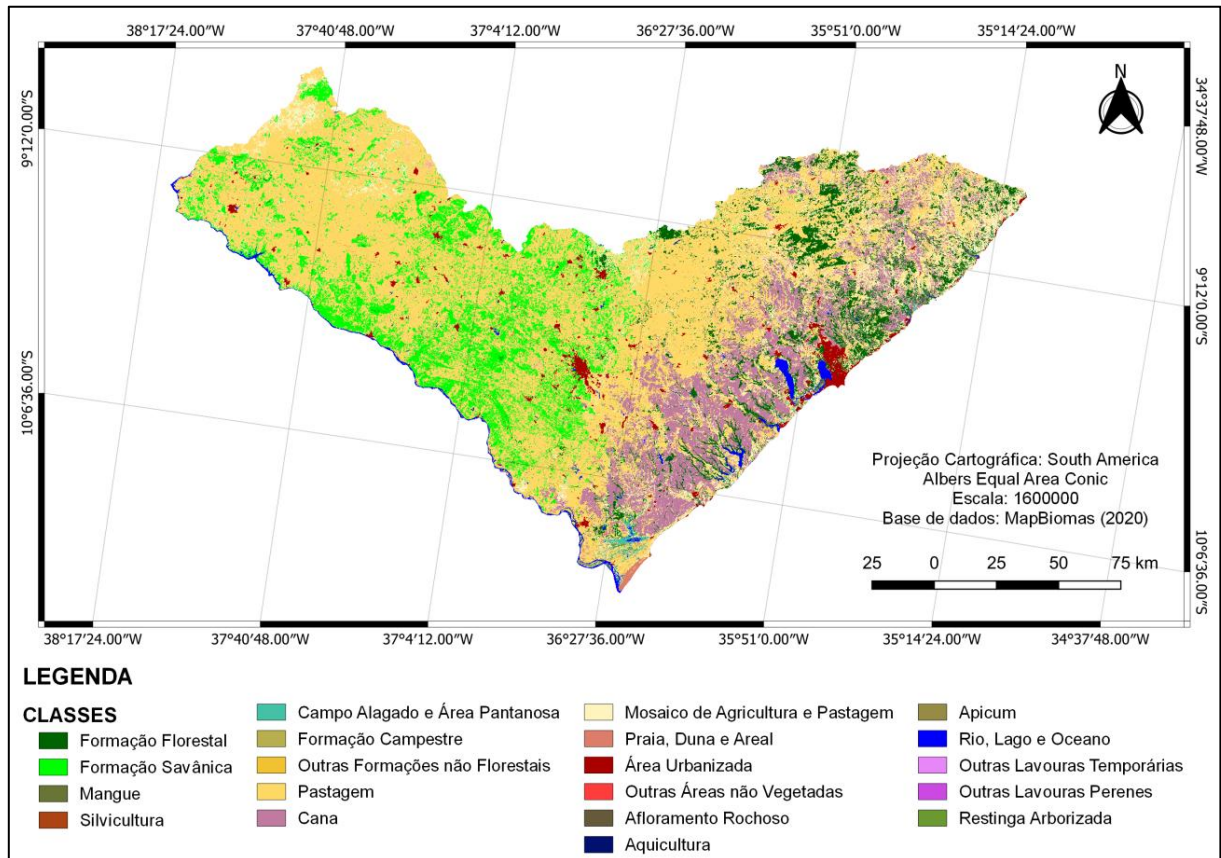 38°17'24.00"W 37°40'48.00"W 37°4'12.00"W 36°27'36.00"W 35°51'0.00"W 35°14'24.00"W
N
34°37'48.00"W
9°12'0.00"S
9°12'0.00"S
10°6'36.00"S
Projeção Cartográfica: South America
Albers Equal Area Conic
Escala: 1600000
Base de dados: MapBiomas (2020)
10°6'36.00"S
25 0 25 50 75 km
38°17'24.00"W 37°40'48.00"W 37°4'12.00"W 36°27'36.00"W 35°51'0.00"W 35°14'24.00"W 34°37'48.00"W
LEGENDA
CLASSES
Formação Florestal
Formação Savânica
Mangue
Silvicultura
Campo Alagado e Área Pantanosa
Formação Campestre
Outras Formações não Florestais
Pastagem
Cana
Mosaico de Agricultura e Pastagem
Praia, Duna e Areal
Área Urbanizada
Outras Áreas não Vegetadas
Afloramento Rochoso
Aquicultura
Apicum
Rio, Lago e Oceano
Outras Lavouras Temporárias
Outras Lavouras Perenes
Restinga Arborizada